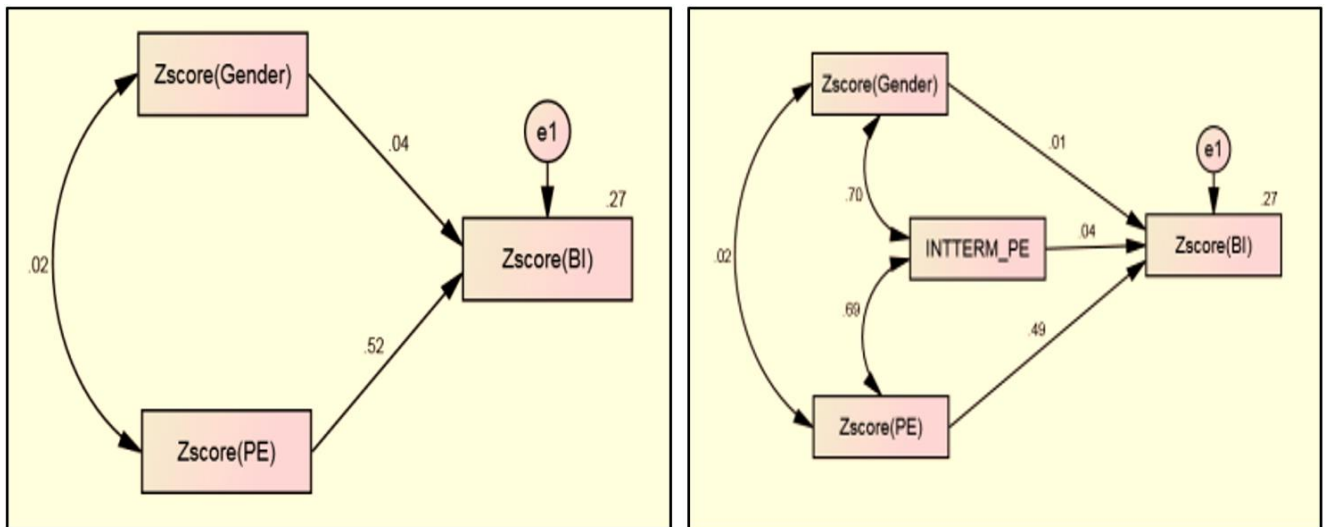 Zscore(Gender)
e1
.04
.27
Zscore(BI)
.02
.52
Zscore(PE)
Zscore(Gender)
.01
e1
.27
.70
INTTERM_PE
.04
Zscore(BI)
.02
.69
.49
Zscore(PE)